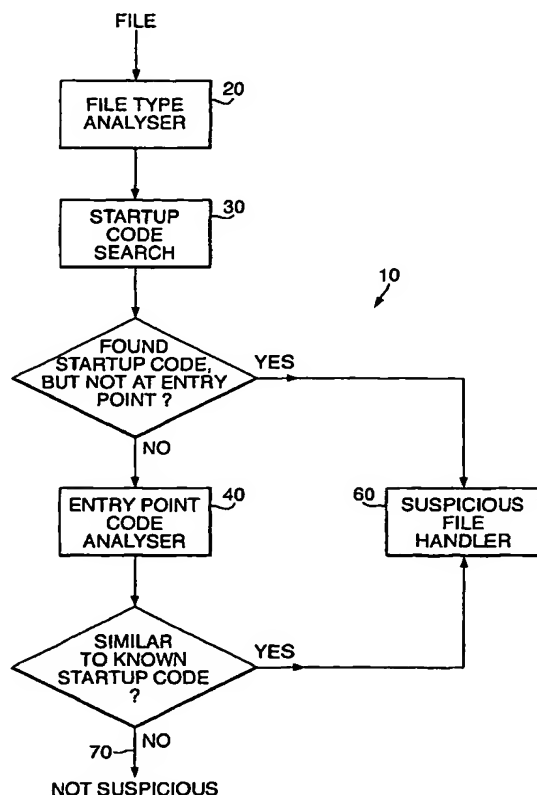 FILE
20
FILE TYPE
ANALYSER
30
STARTUP
CODE
SEARCH
10
FOUND
STARTUP CODE,
BUT NOT AT ENTRY
POINT ?
YES
NO
40
ENTRY POINT
CODE
ANALYSER
60
SUSPICIOUS
FILE
HANDLER
SIMILAR
TO KNOWN
STARTUP CODE
?
YES
70
NO
NOT SUSPICIOUS